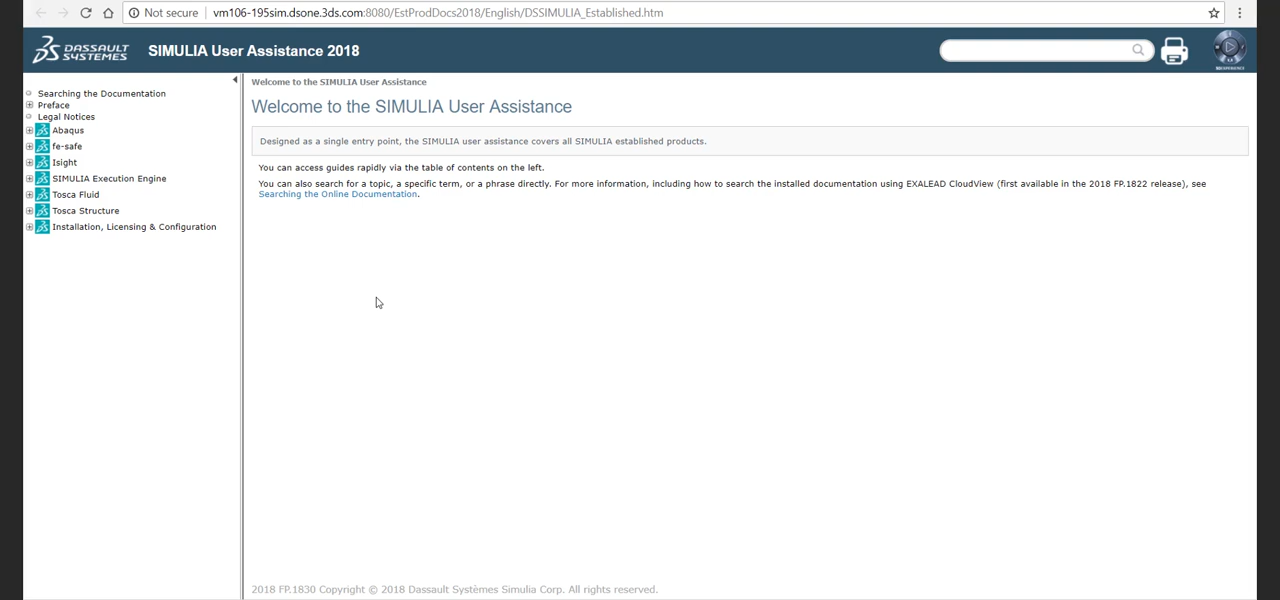 Not secure vm106-195sim.dsone.3ds.com:8080/EstProdDocs2018/English/DSSIMULIA_Established.htm
DASSAULT
SYSTEMES
SIMULIA User Assistance 2018
Searching the Documentation
Preface
Legal Notices
Abaqus
fe-safe
Isight
SIMULIA Execution Engine
Tosca Fluid
Tosca Structure
Installation, Licensing & Configuration
Welcome to the SIMULIA User Assistance
Welcome to the SIMULIA User Assistance
Designed as a single entry point, the SIMULIA user assistance covers all SIMULIA established products.
You can access guides rapidly via the table of contents on the left.
You can also search for a topic, a specific term, or a phrase directly. For more information, including how to search the installed documentation using EXALEAD CloudView (first available in the 2018 FP.1822 release), see
Searching the Online Documentation.
2018 FP.1830 Copyright © 2018 Dassault Systèmes Simulia Corp. All rights reserved.